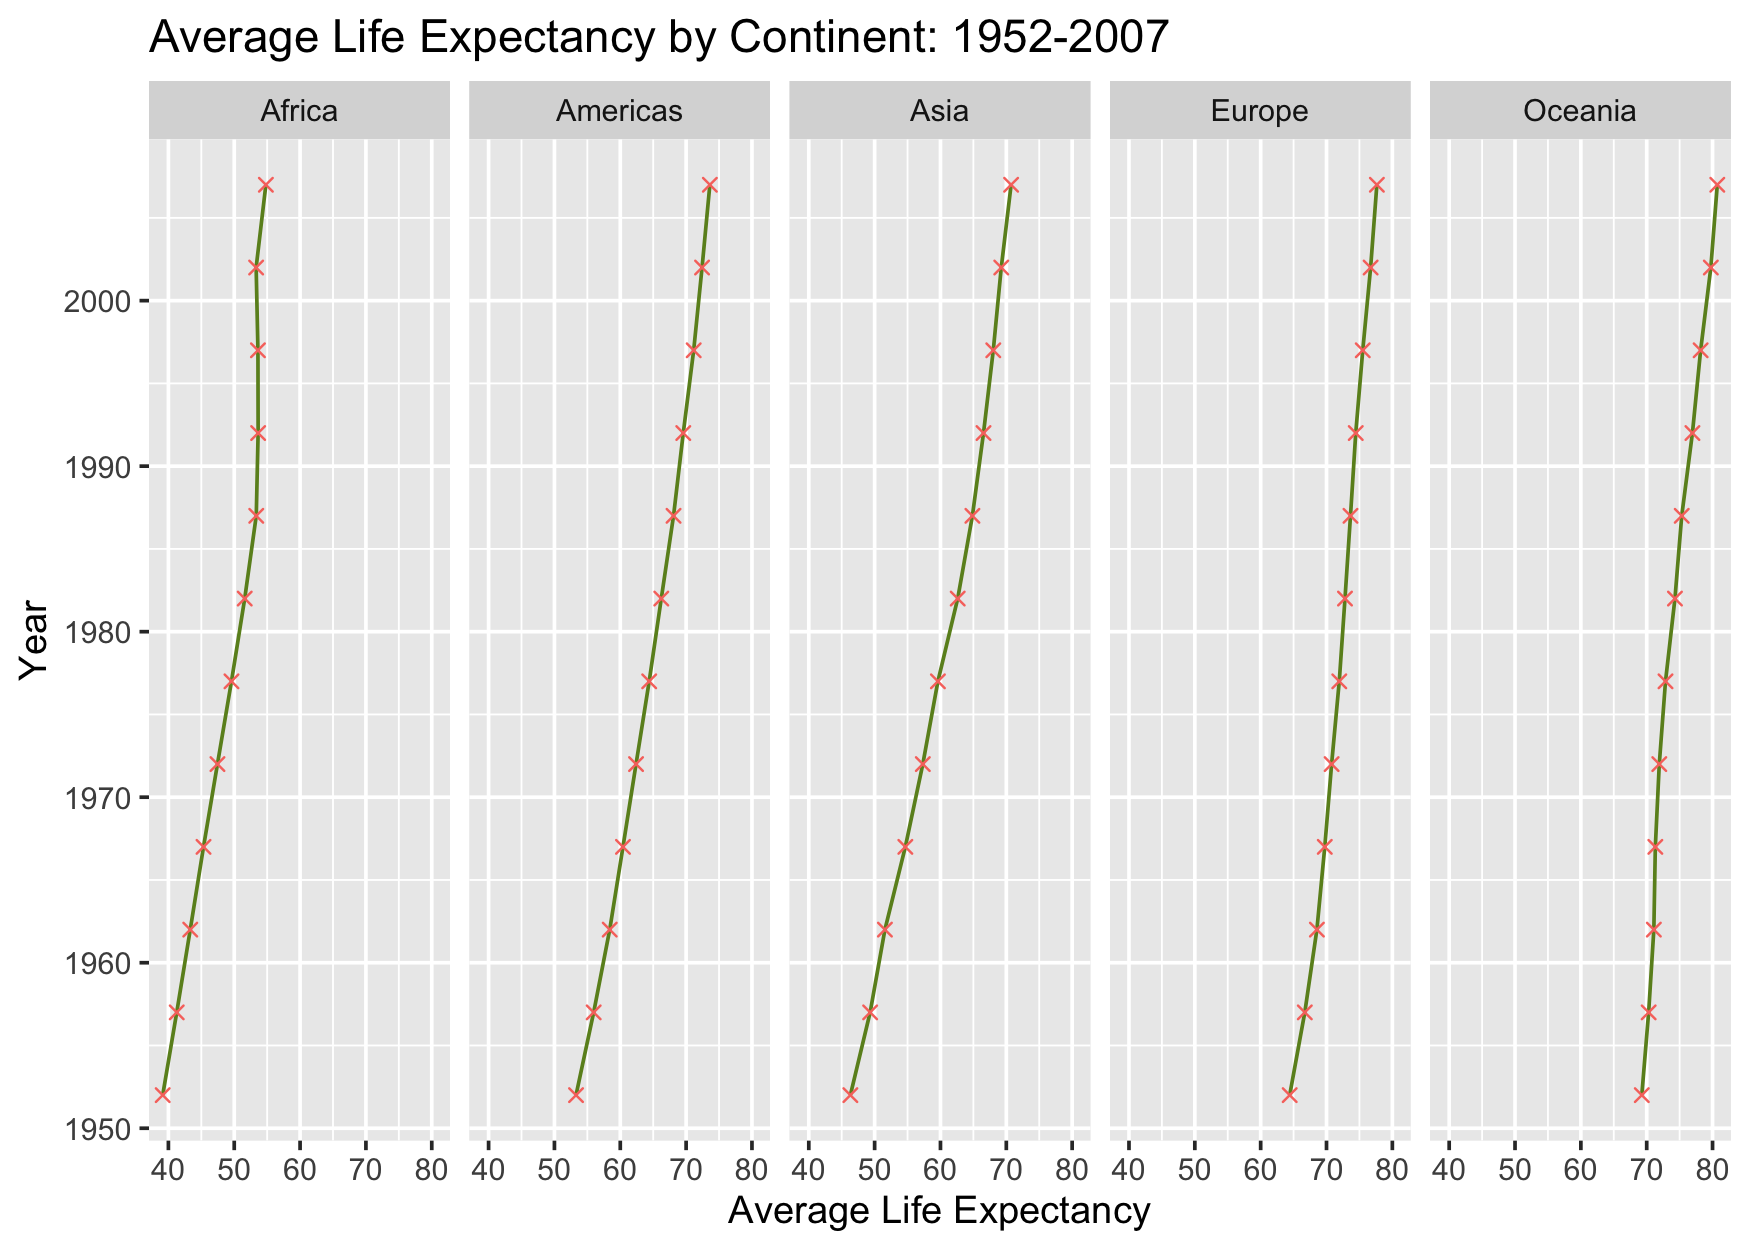 Average Life Expectancy by Continent: 1952-2007
Africa Americas Asia Europe Oceania
2000
1990
1980
Year
1970
1960
1950
40 50 60 70 80 40 50 60 70 80 40 50 60 70 80 40 50 60 70 80 40 50 60 70 80
Average Life Expectancy